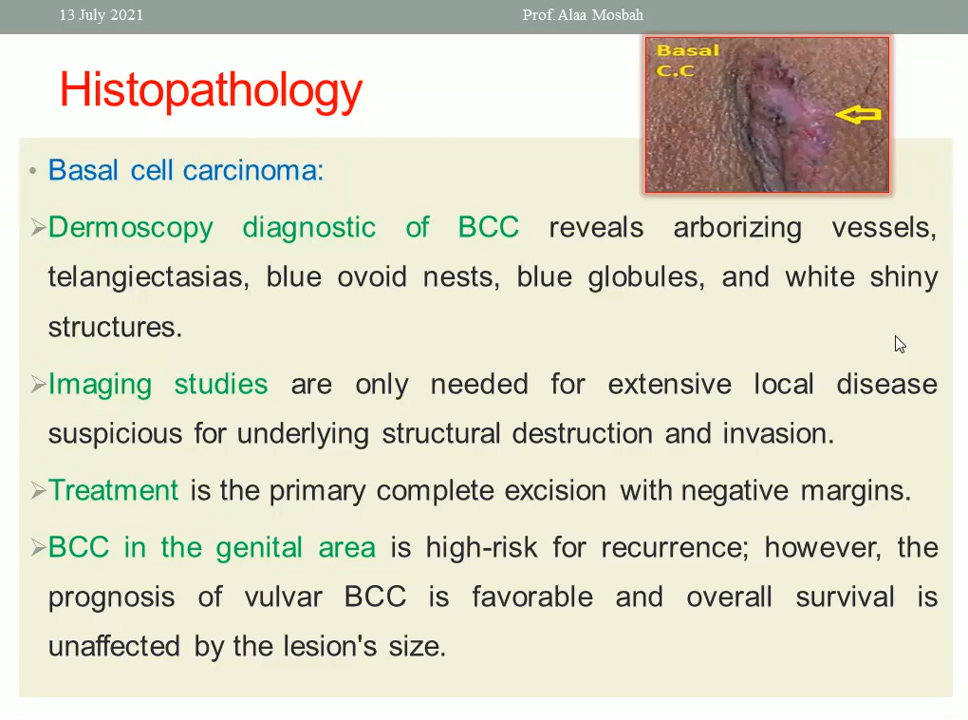 13 July 2021
Prof. Alaa Mosbah
Basal
C.C
Histopathology
• Basal cell carcinoma:
➢Dermoscopy diagnostic of BCC reveals arborizing vessels,
telangiectasias, blue ovoid nests, blue globules, and white shiny
structures.
➢Imaging studies are only needed for extensive local disease
suspicious for underlying structural destruction and invasion.
➢Treatment is the primary complete excision with negative margins.
➢BCC in the genital area is high-risk for recurrence; however, the
prognosis of vulvar BCC is favorable and overall survival is
unaffected by the lesion's size.